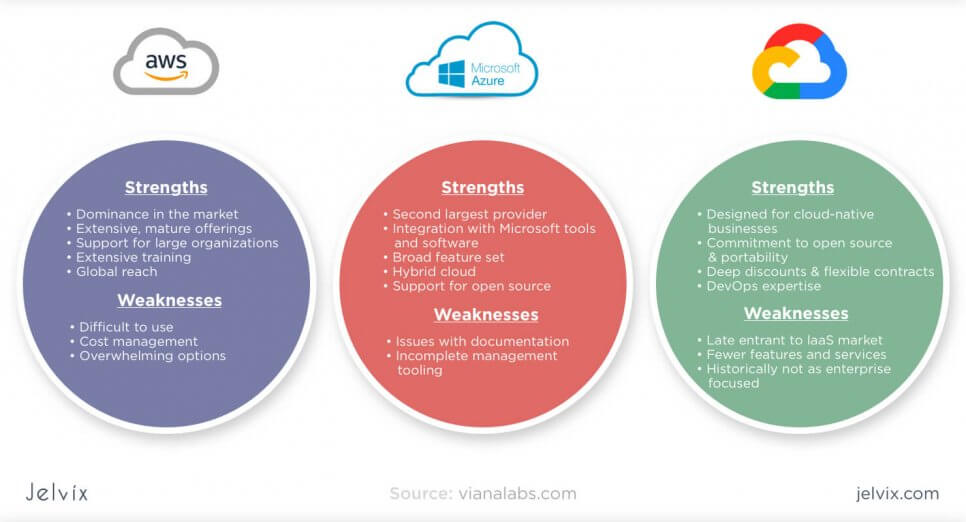 aws
Microsoft
Azure
Strengths
• Dominance in the market
• Extensive, mature offerings
• Support for large organizations
• Extensive training
• Global reach
Weaknesses
• Difficult to use
• Cost management
• Overwhelming options
Strengths
• Second largest provider
• Integration with Microsoft tools
and software
• Broad feature set
• Hybrid cloud
• Support for open source
Weaknesses
• Issues with documentation
• Incomplete management
tooling
Strengths
• Designed for cloud-native
businesses
• Commitment to open source
& portability
• Deep discounts & flexible contracts
• DevOps expertise
Weaknesses
• Late entrant to IaaS market
• Fewer features and services
• Historically not as enterprise
focused
Jelvix
Source: vianalabs.com
jelvix.com